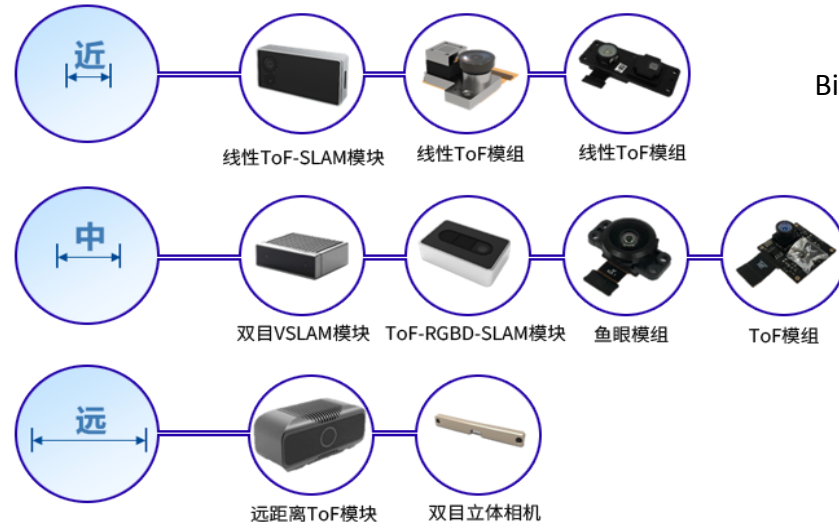 近
Bi
线性ToF-SLAM模块 线性ToF模组 线性ToF模组
中
双目VSLAM模块 ToF-RGBD-SLAM模块 鱼眼模组 ToF模组
远
远距离ToF模块 双目立体相机